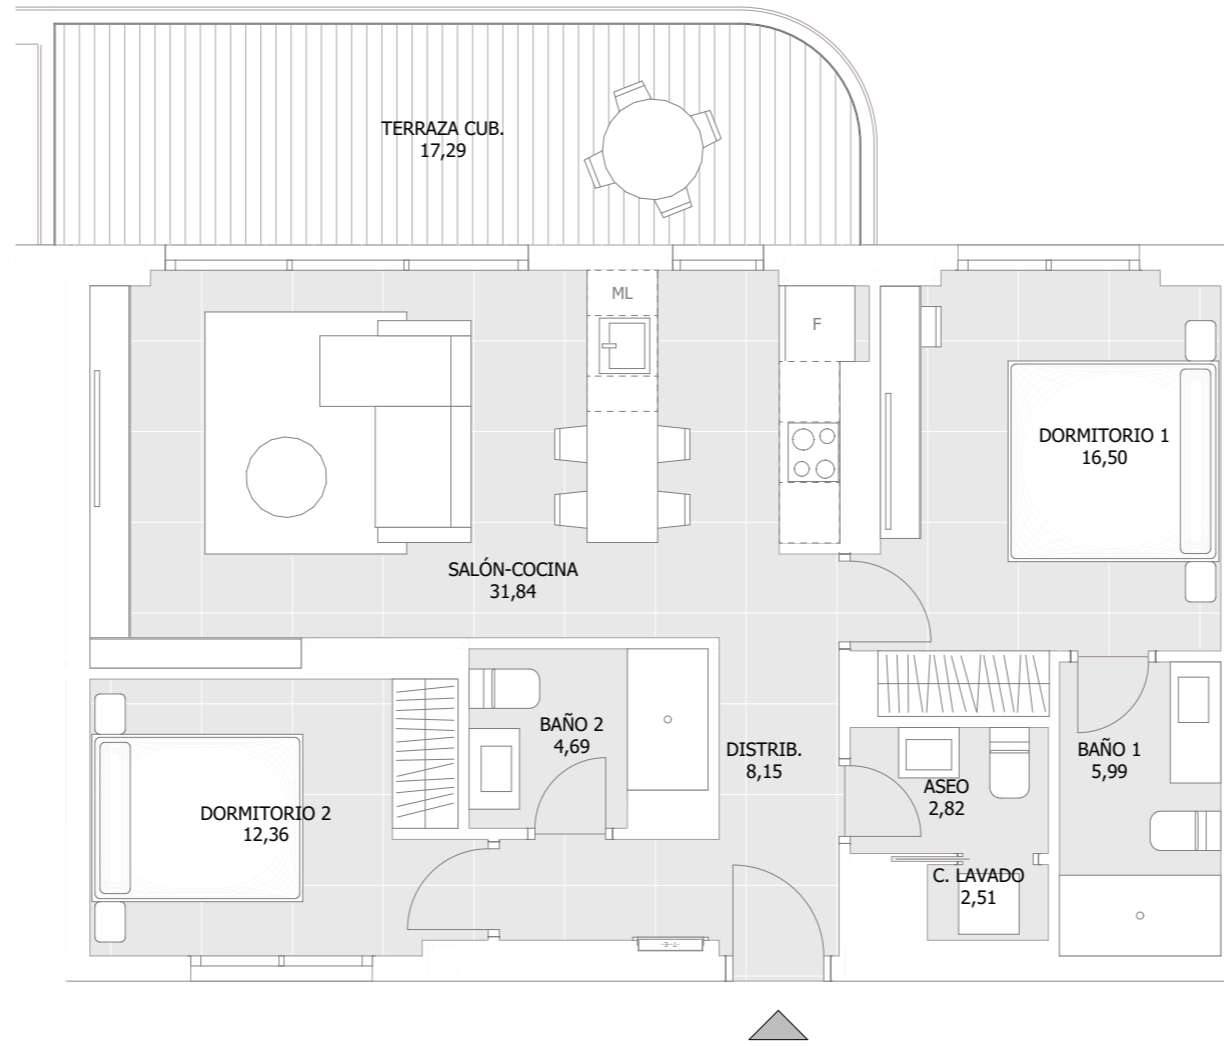 TERRAZA CUB.
17,29
ML
F
DORMITORIO 1
16,50
SALÓN-COCINA
31,84
BAÑO 2
4,69
DISTRIB.
8,15
BAÑO 1
5,99
ASEO
2,82
DORMITORIO 2
12,36
C. LAVADO
2,51